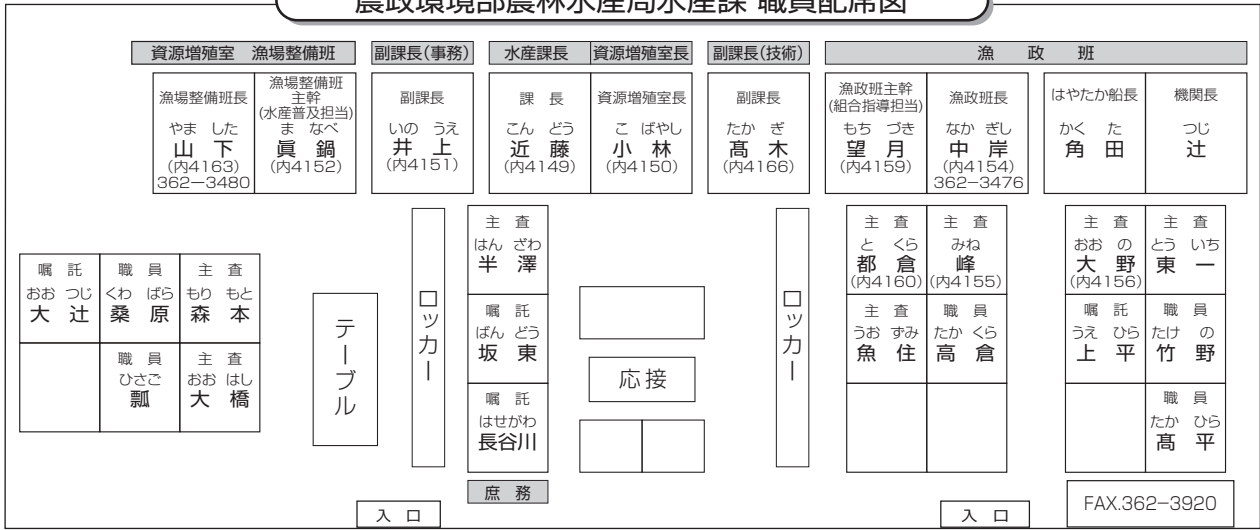 農政環境部農林水産局水産課 職員配席図
資源増殖室 漁場整備班
副課長(事務)
水産課長
資源増殖室長
副課長(技術)
漁政班
漁場整備班長
やま した
山下
(内4163)
362−3480
漁場整備班
主幹
(水産普及担当)
ま なべ
眞鍋
(内4152)
副課長
いの うえ
井上
(内4151)
課長
こん どう
近藤
(内4149)
資源増殖室長
こ ばやし
小林
(内4150)
副課長
たか ぎ
髙木
(内4166)
漁政班主幹
(組合指導担当)
もち づき
望月
(内4159)
漁政班長
なか ぎし
中岸
(内4154)
362−3476
はやたか船長
かく た
角田
機関長
つじ
辻
嘱託
おお つじ
大辻
職員
くわ ばら
桑原
主査
もり もと
森本
職員
ひさご
瓢
主査
おお はし
大橋
テーブル
ロッカー
主査
はん ざわ
半澤
嘱託
ばん どう
坂東
嘱託
はせがわ
長谷川
庶務
応接
ロッカー
主査
と くら
都倉
(内4160)
主査
みね
峰
(内4155)
主査
うお ずみ
魚住
職員
たか くら
高倉
主査
おお の
大野
(内4156)
主査
とう いち
東一
嘱託
うえ ひら
上平
職員
たけ の
竹野
職員
たか ひら
髙平
入口
入口
FAX.362−3920